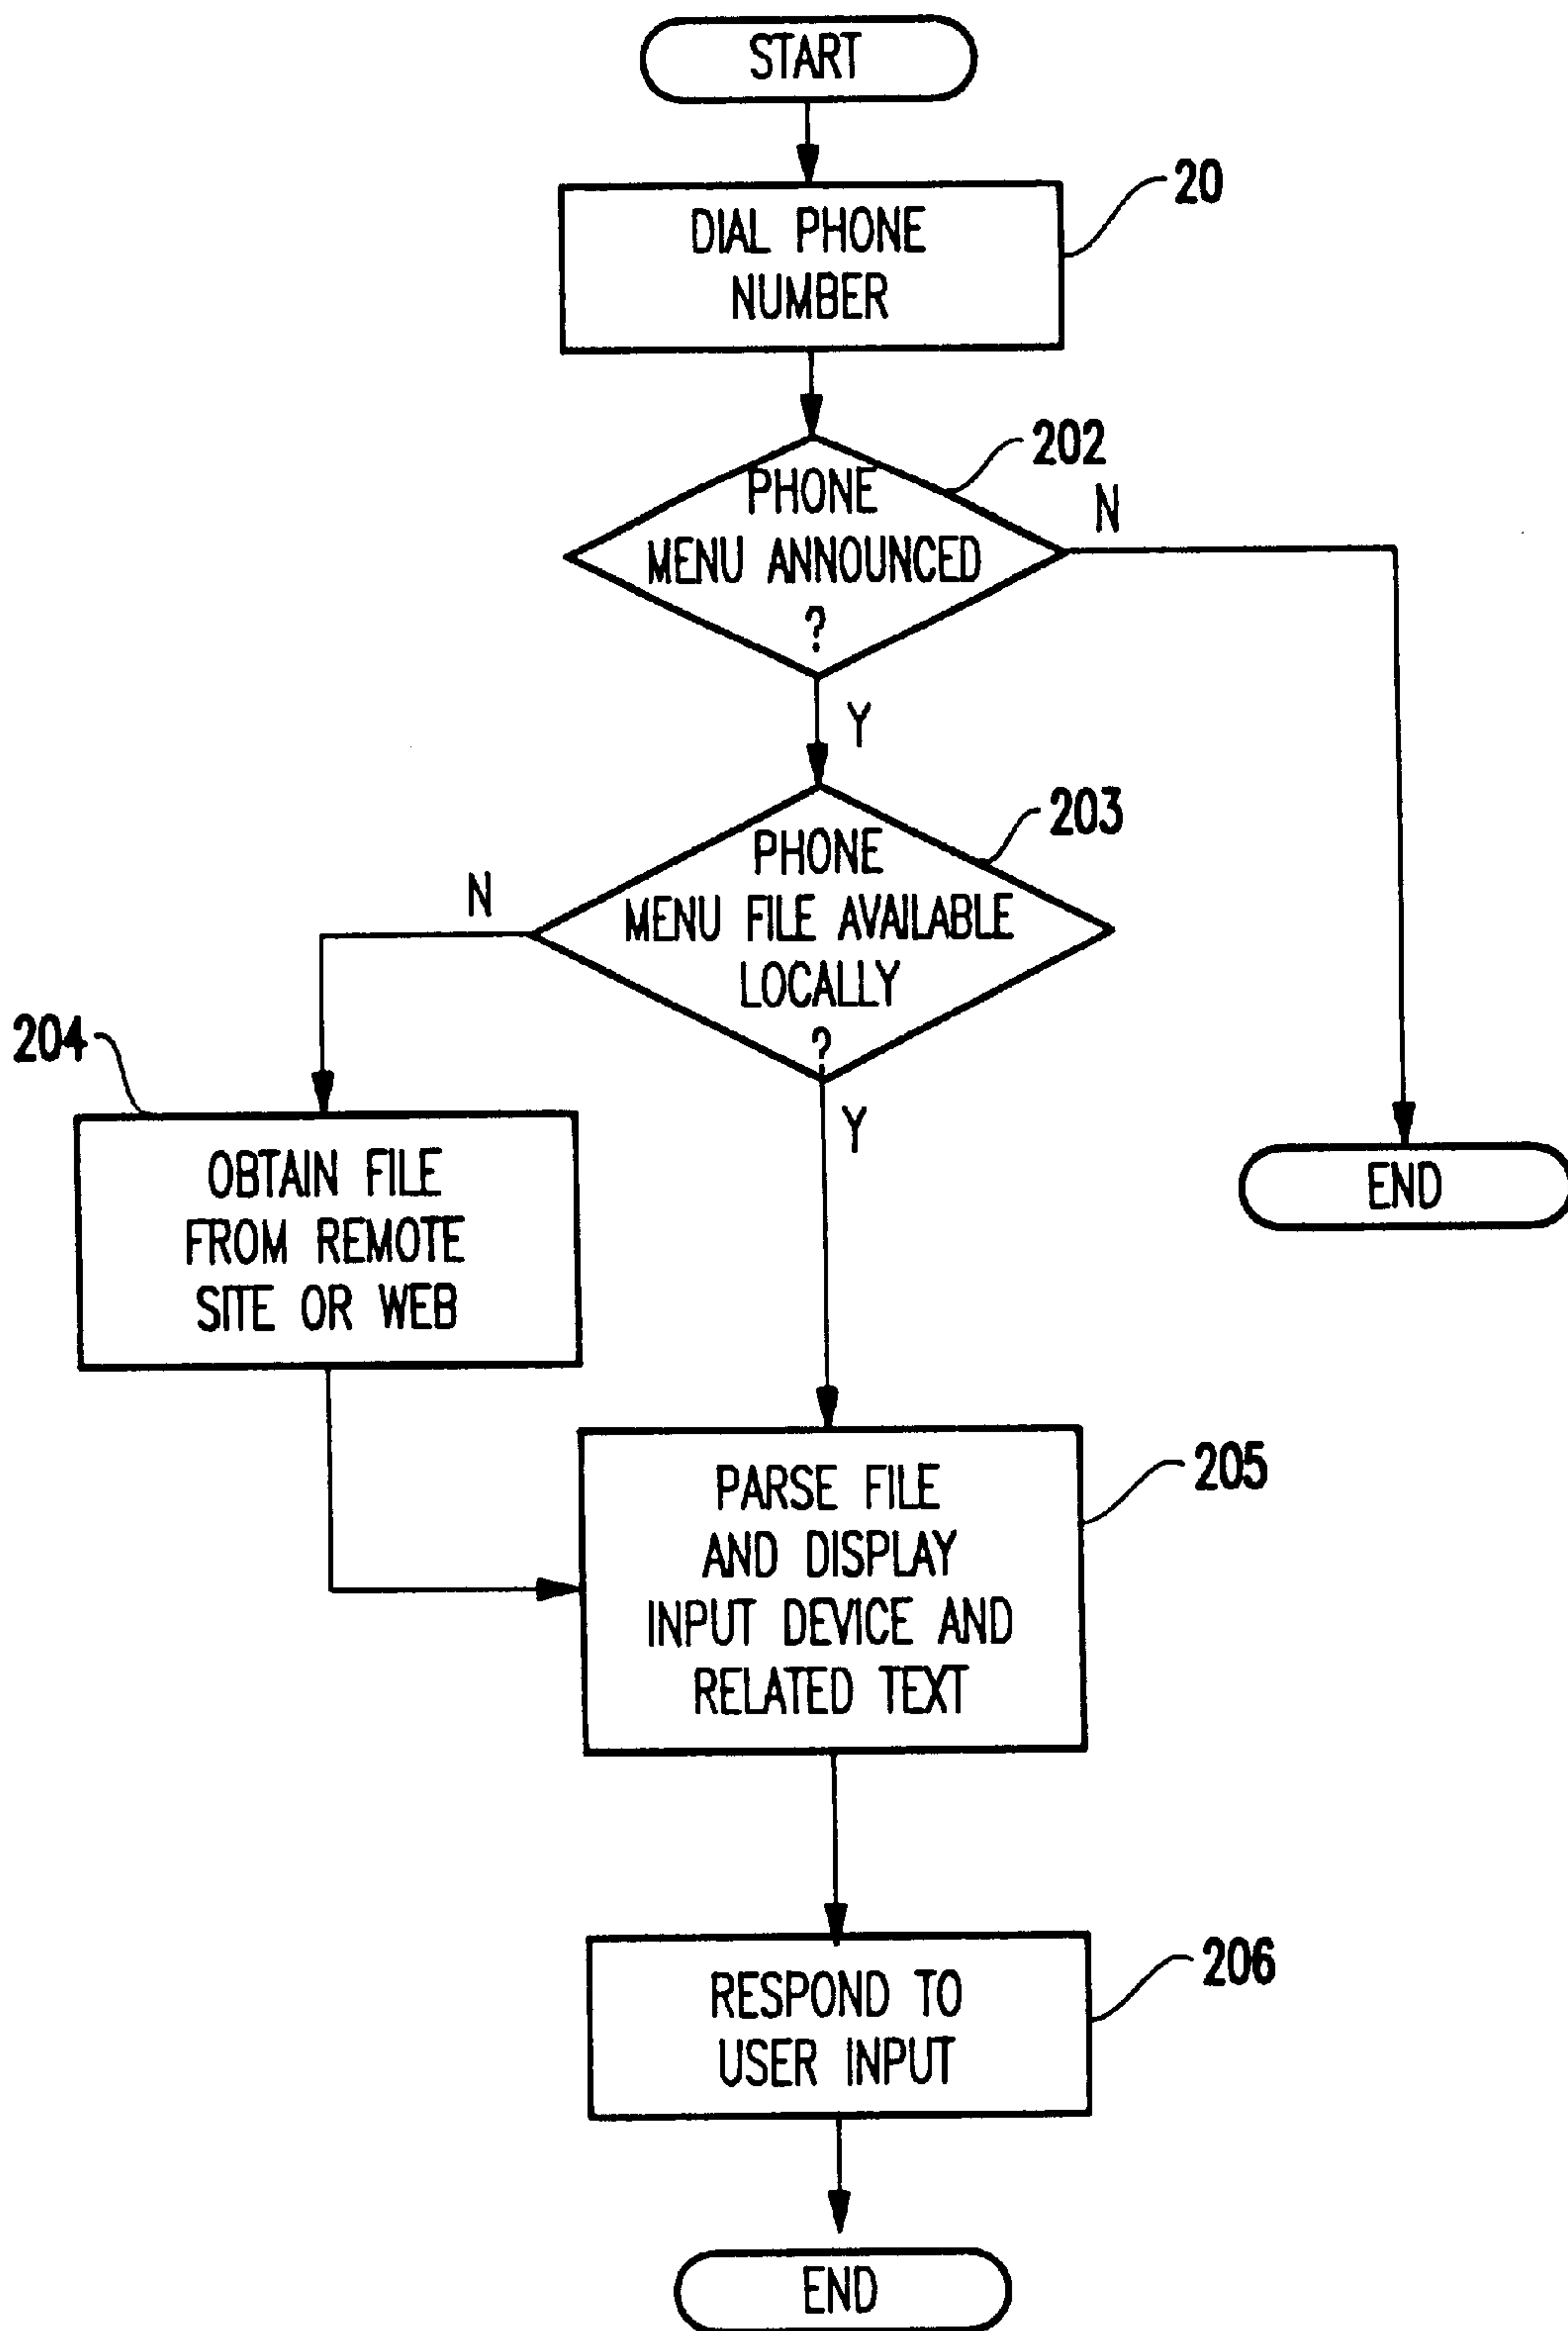 START
DIAL PHONE
NUMBER
20
PHONE
MENU ANNOUNCED
?
202
N
Y
PHONE
MENU FILE AVAILABLE
LOCALLY
?
203
N
Y
204
OBTAIN FILE
FROM REMOTE
SITE OR WEB
END
PARSE FILE
AND DISPLAY
INPUT DEVICE AND
RELATED TEXT
205
RESPOND TO
USER INPUT
206
END